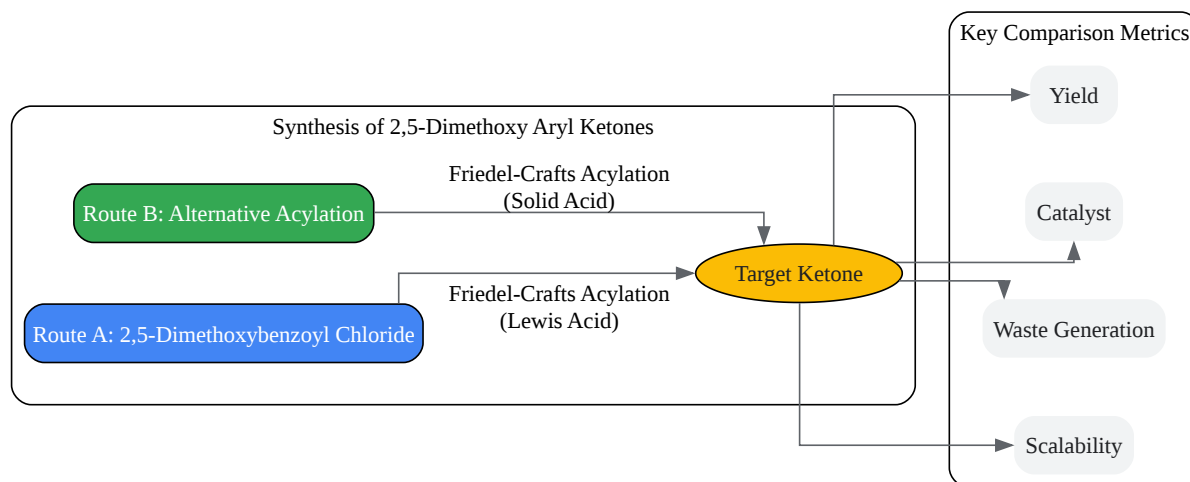 Key Comparison Metrics
Yield
Synthesis of 2,5-Dimethoxy Aryl Ketones
Friedel-Crafts Acylation
(Solid Acid)
Route B: Alternative Acylation
Catalyst
Target Ketone
Friedel-Crafts Acylation
(Lewis Acid)
Route A: 2,5-Dimethoxybenzoyl Chloride
Waste Generation
Scalability